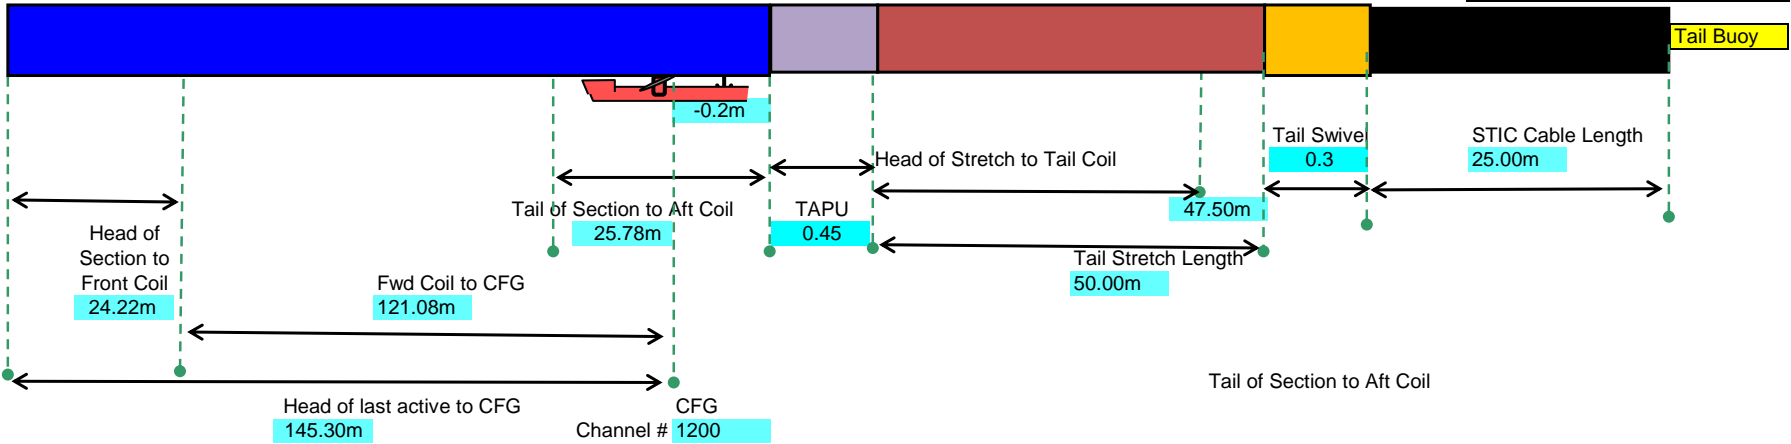 Tail Buoy
-0.2m
Tail Swivel
0.3
STIC Cable Length
25.00m
Head of Stretch to Tail Coil
47.50m
Tail of Section to Aft Coil
25.78m
TAPU
0.45
Head of
Section to
Front Coil
24.22m
Fwd Coil to CFG
121.08m
Tail Stretch Length
50.00m
Tail of Section to Aft Coil
Head of last active to CFG
145.30m
CFG
Channel # 1200